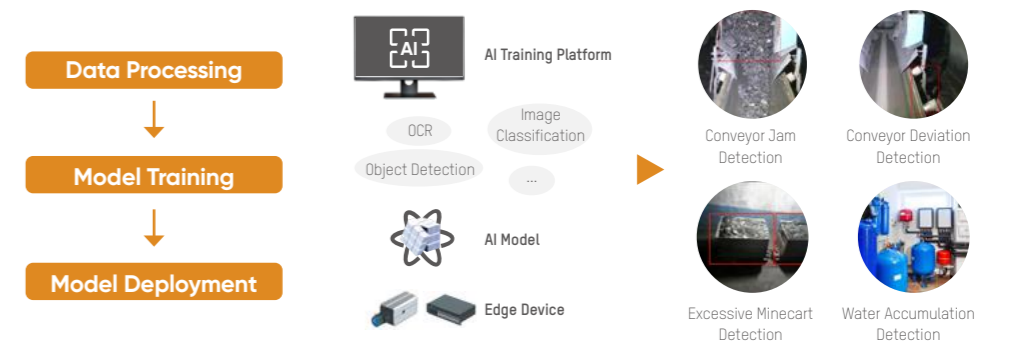 Data Processing
Model Training
Model Deployment
AI
AI Training Platform
OCR
Image
Classification
Object Detection
...
AI Model
Edge Device
Conveyor Jam
Detection
Conveyor Deviation
Detection
Excessive Minecart
Detection
Water Accumulation
Detection